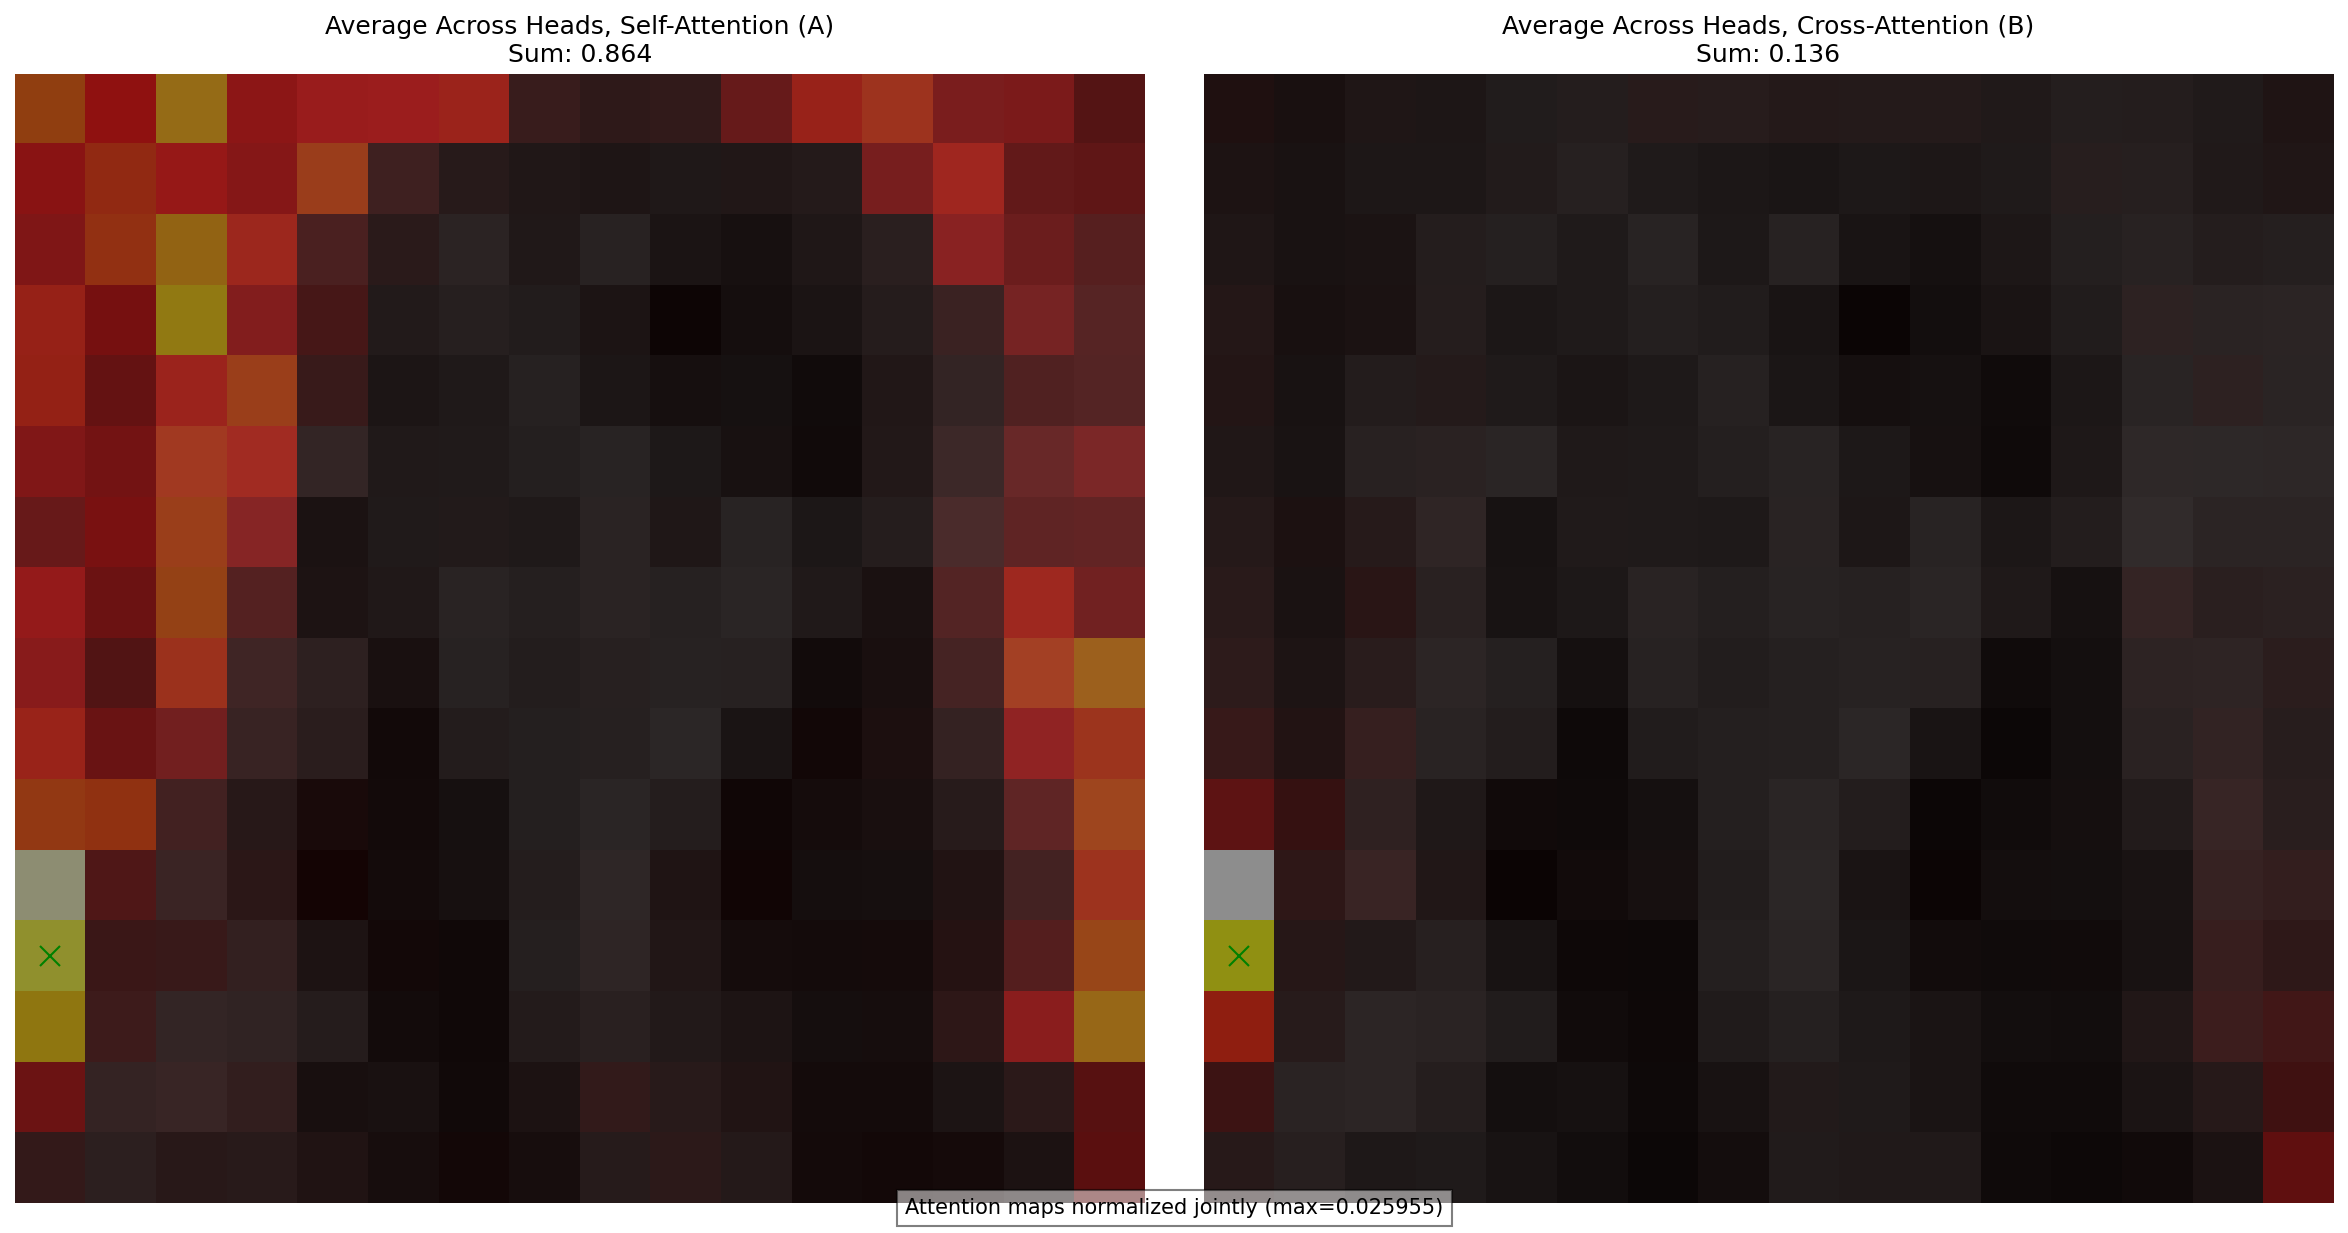 Average Across Heads, Self-Attention (A)
Sum: 0.864
Average Across Heads, Cross-Attention (B)
Sum: 0.136
Attention maps normalized jointly (max=0.025955)